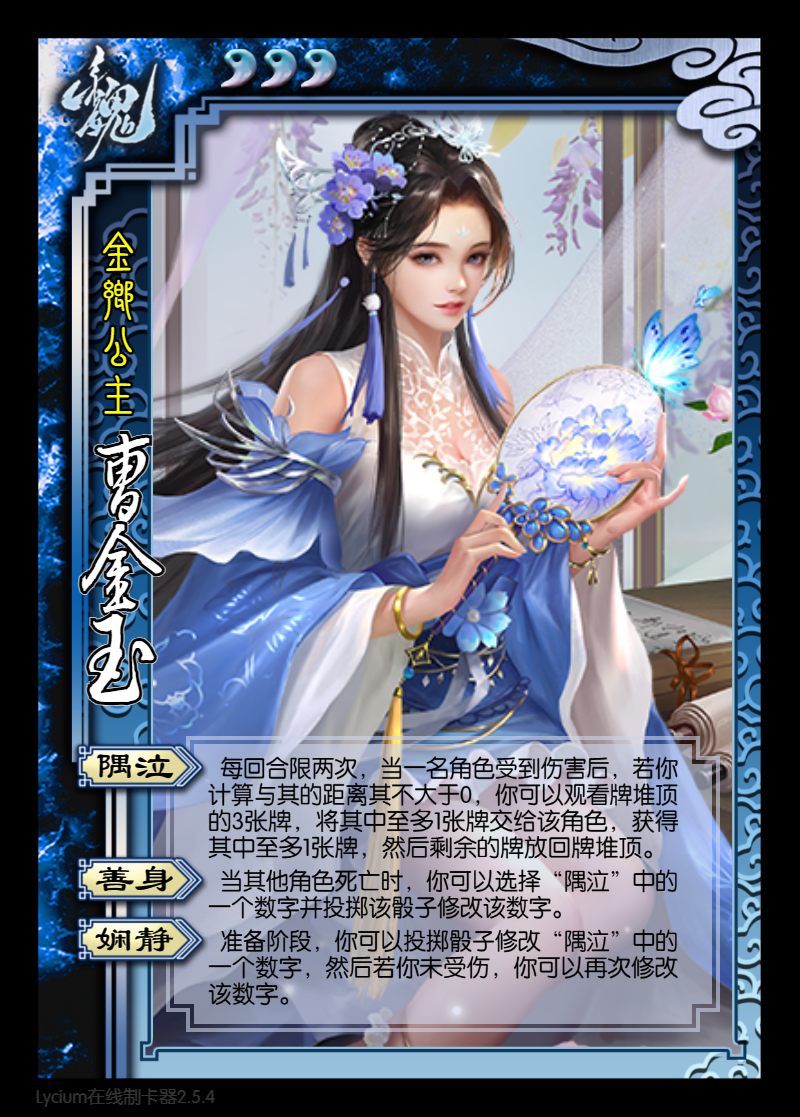 魏
金鄉公主
曹金玉
隅泣
每回合限两次，当一名角色受到伤害后，若你
计算与其的距离其不大于0，你可以观看牌堆顶
的3张牌，将其中至多1张牌交给该角色，获得
其中至多1张牌，然后剩余的牌放回牌堆顶。
善身
当其他角色死亡时，你可以选择“隅泣”中的
一个数字并投掷该骰子修改该数字。
娴静
准备阶段，你可以投掷骰子修改“隅泣”中的
一个数字，然后若你未受伤，你可以再次修改
该数字。
Lycium在线制卡器2.5.4